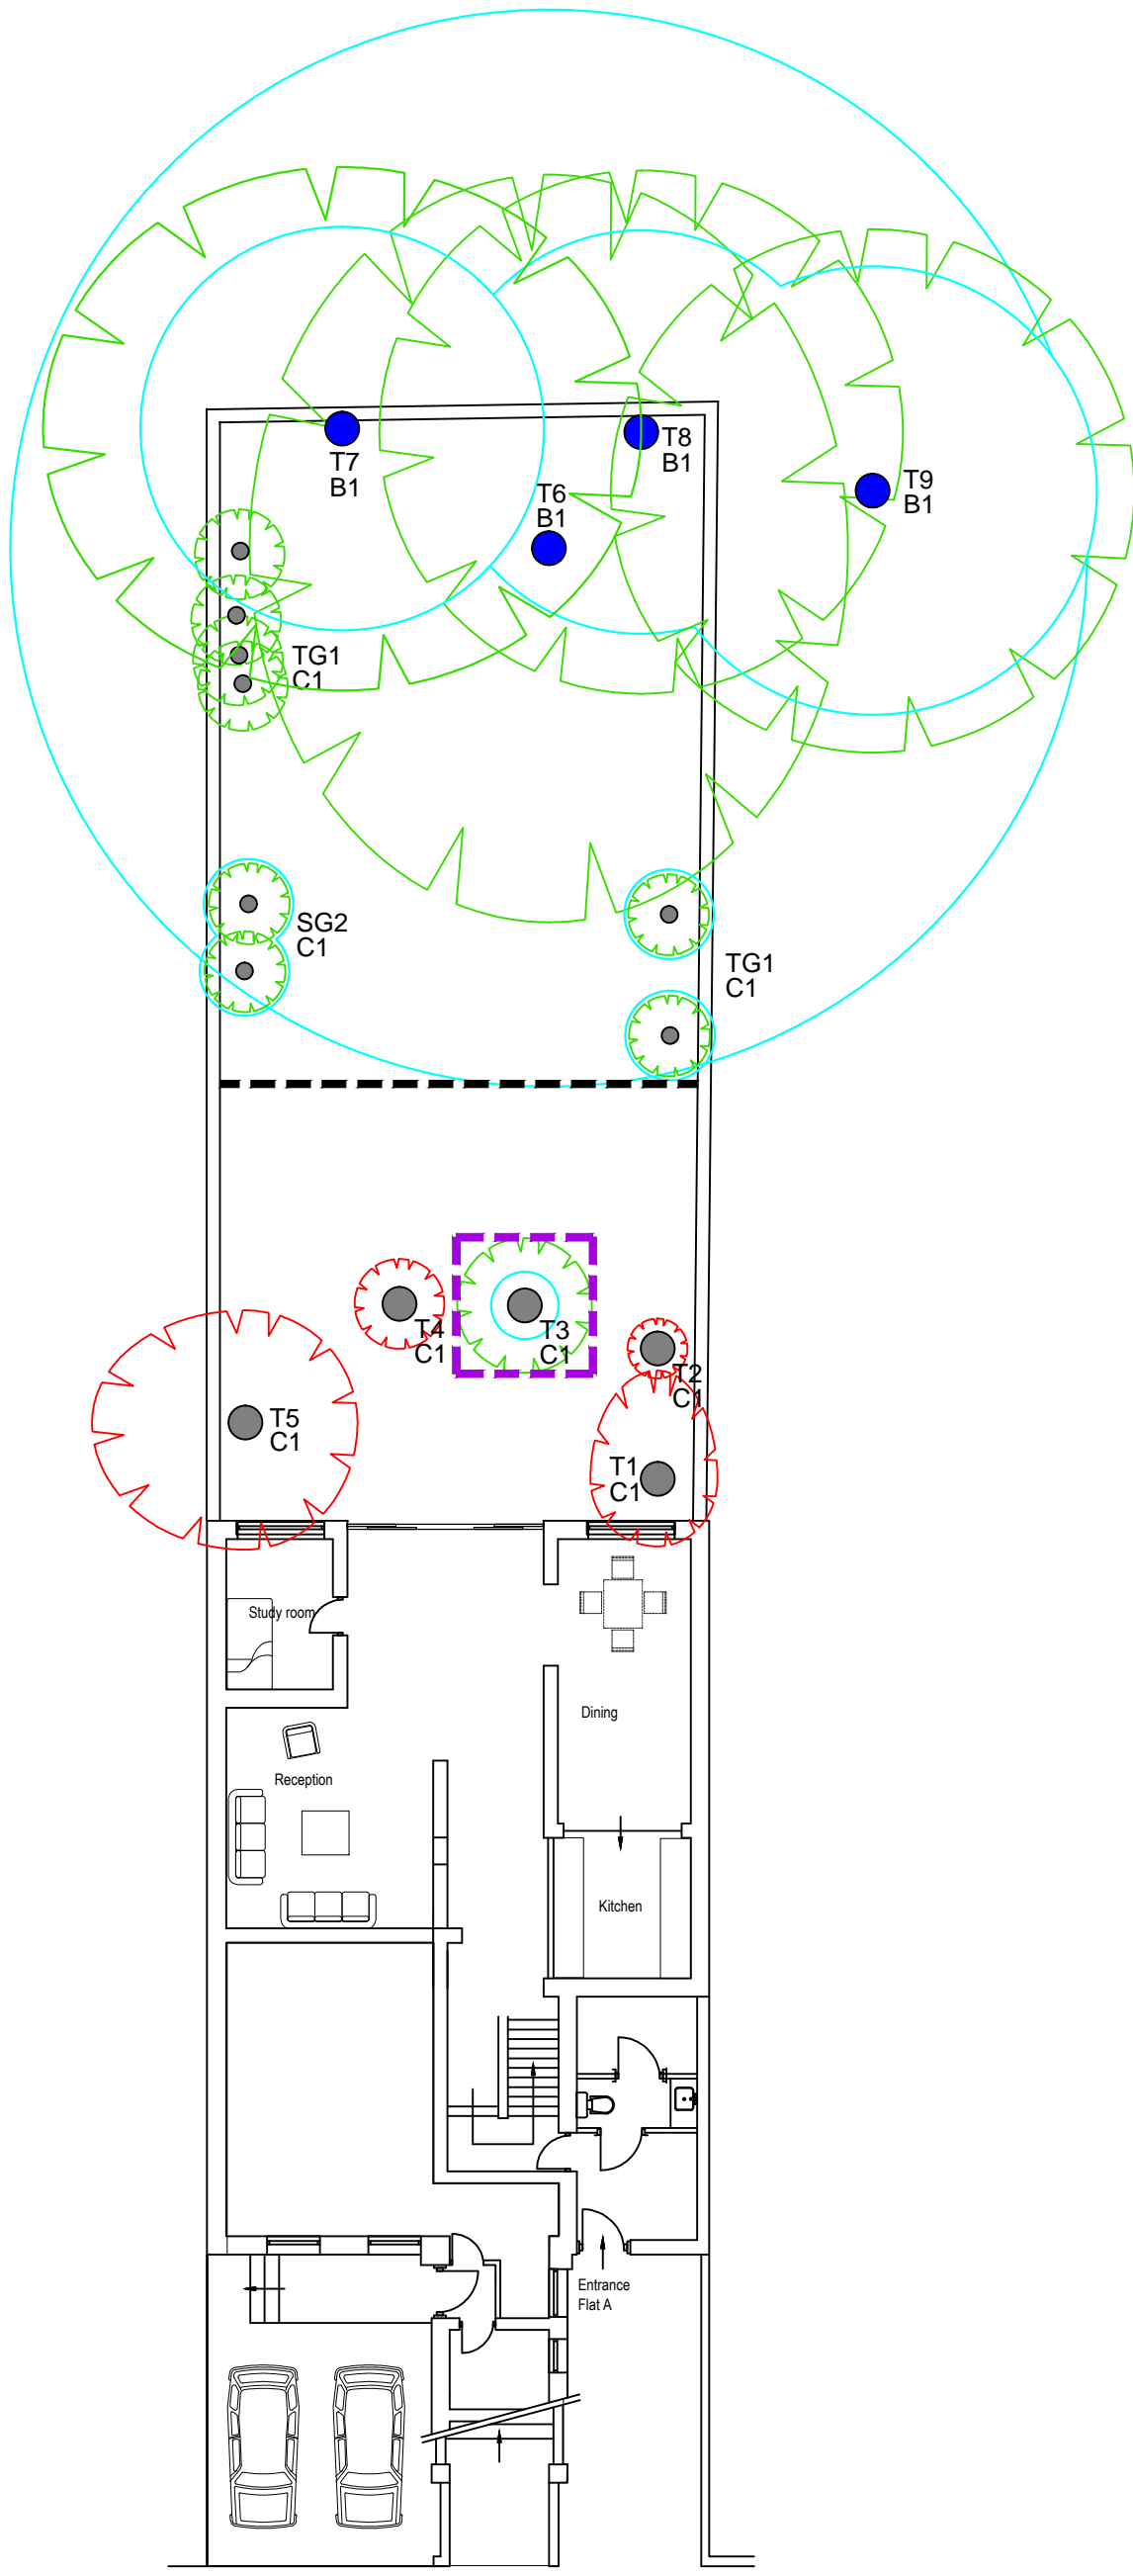 T7
B1
T8
B1
T6
B1
T9
B1
TG1
C1
SG2
C1
TG1
C1
T4
C1
T3
C1
T2
C1
T5
C1
T1
C1
Study room
Dining
Reception
Kitchen
Entrance
Flat A